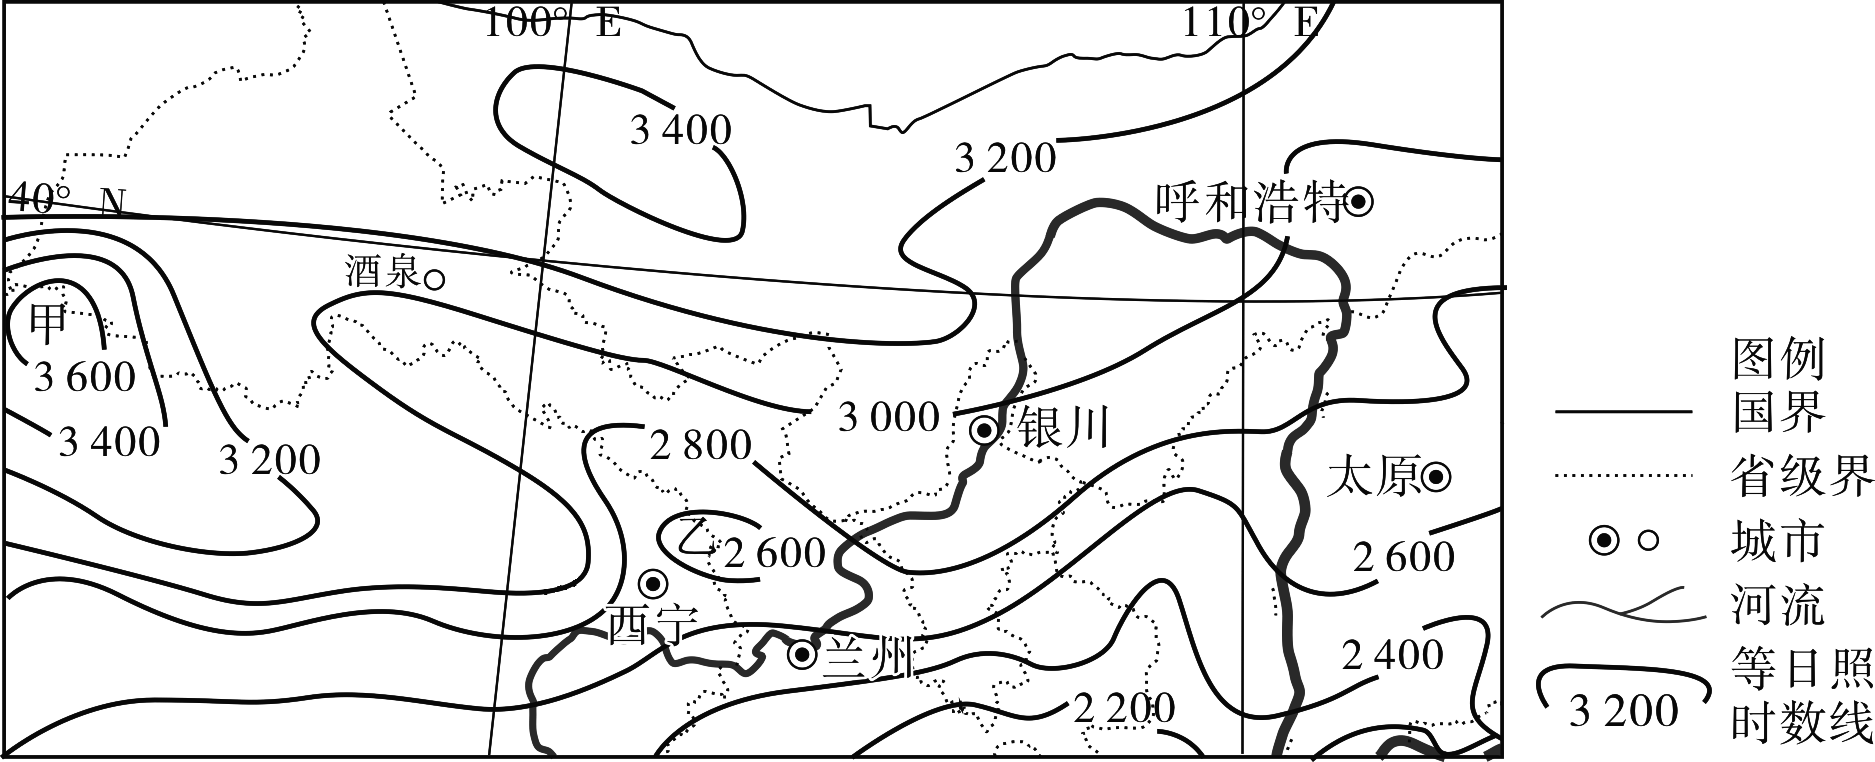 100° E
110° E
3 400
3 200
呼和浩特
40° N
酒泉
甲
3 600
3 400
3 200
3 000
银川
2 800
太原
乙
2 600
2 600
西宁
兰州
2 400
2 200
图例
国界
省级界
城市
河流
3 200
等日照
时数线